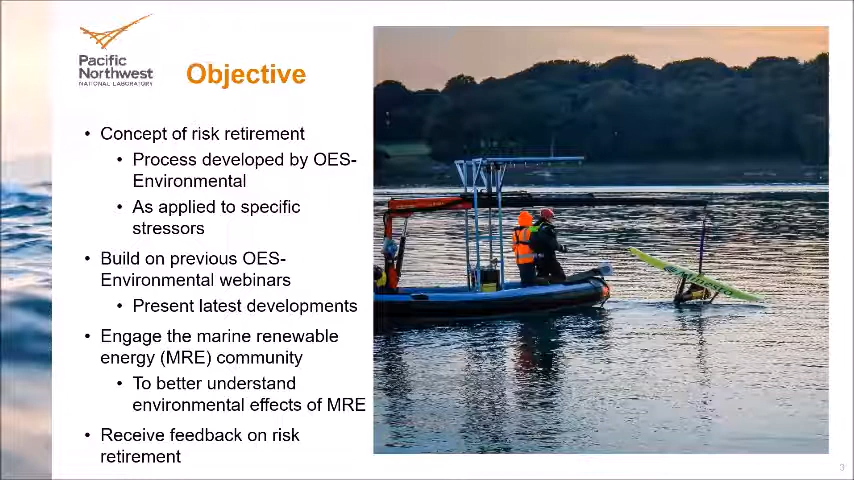 Pacific
Northwest
NATIONAL LABORATORY
Objective
• Concept of risk retirement
• Process developed by OES-
Environmental
• As applied to specific
stressors
• Build on previous OES-
Environmental webinars
• Present latest developments
• Engage the marine renewable
energy (MRE) community
• To better understand
environmental effects of MRE
• Receive feedback on risk
retirement
3